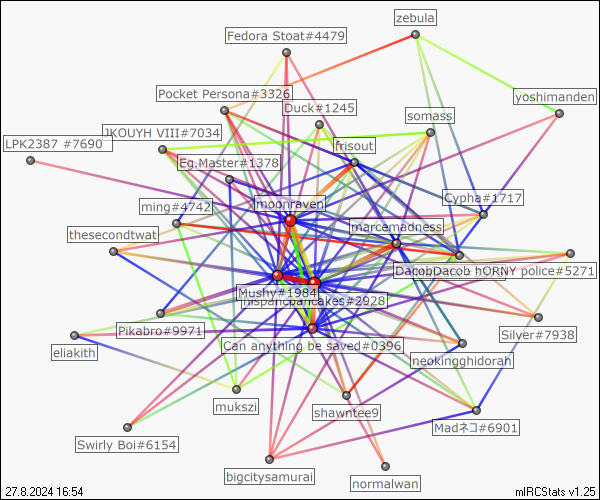 zebula
Fedora Stoat#4479
Pocket Persona#3326
yoshimanden
Duck#1245
somass
JKOUYH VIII#7034
LPK2387 #7690
frisout
Eg.Master#1378
Cypha#1717
moonraven
ming#4742
marcemadness
thesecondtwat
DacobDacob
hORNY police#5271
Mushy#1984
hispanicpancakes#2928
Pikabro#9971
Silver#7938
Can anything be saved#0396
eliakith
neokingghidorah
mukszi
shawntee9
Madネコ#6901
Swirly Boi#6154
bigcitysamurai
normalwan
27.8.2024 16:54
mIRCStats v1.25